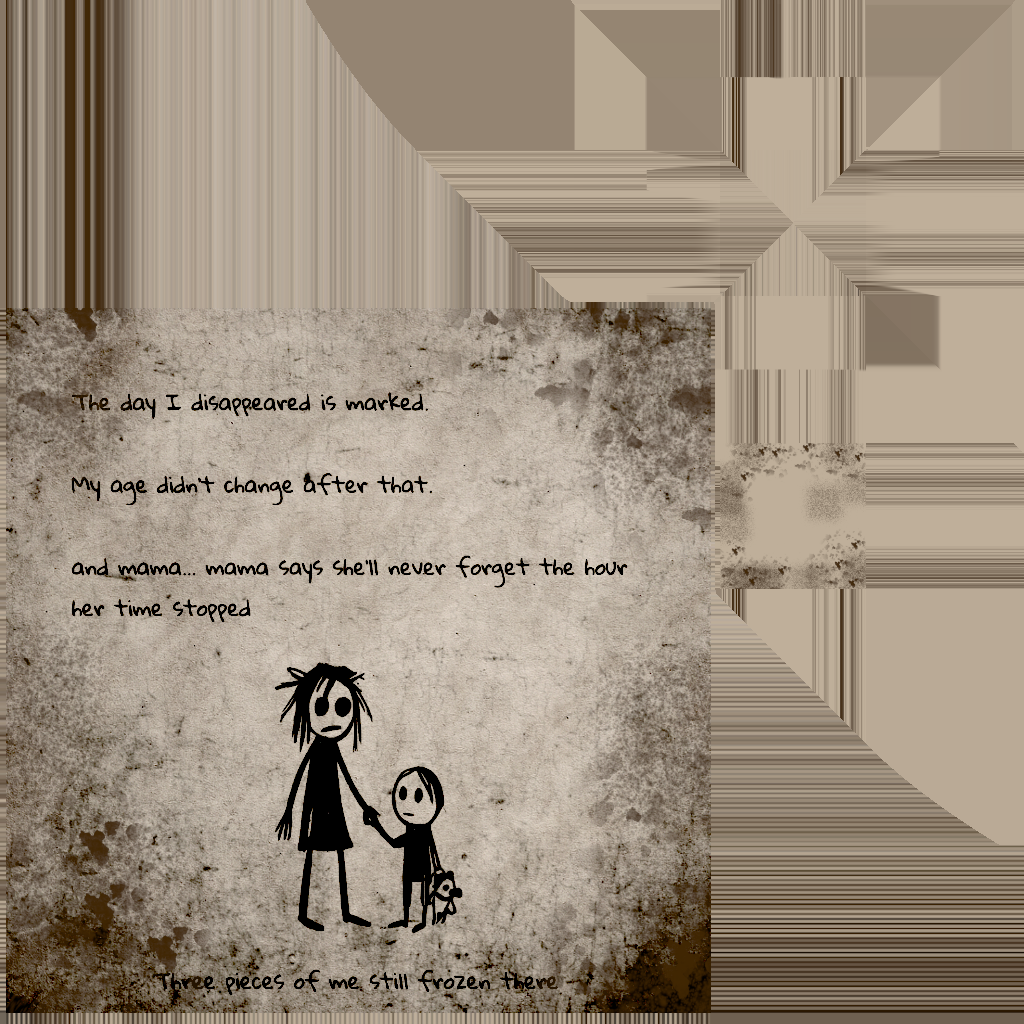 The day I disappeared is marked.
My age didn't change after that.
and mama... mama says she'll never forget the hour
her time stopped
Three pieces of me still frozen there